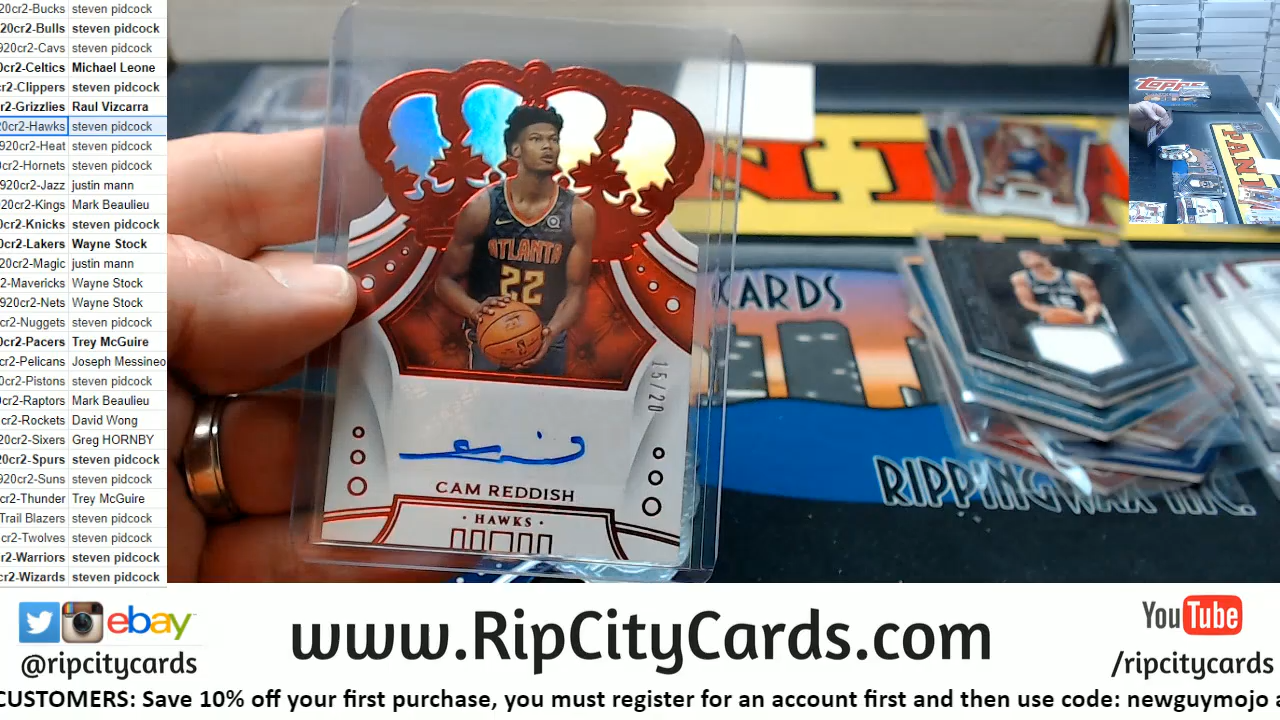 20cr2-Bucks steven pidcock
0cr2-Bulls steven pidcock
920cr2-Cavs steven pidcock
0cr2-Celtics Michael Leone
cr2-Clippers steven pidcock
r2-Grizzlies Raul Vizcarra
20cr2-Hawks steven pidcock
920cr2-Heat steven pidcock
0cr2-Hornets steven pidcock
920cr2-Jazz justin mann
920cr2-Kings Mark Beaulieu
0cr2-Knicks steven pidcock
0cr2-Lakers Wayne Stock
20cr2-Magic justin mann
r2-Mavericks Wayne Stock
920cr2-Nets Wayne Stock
cr2-Nuggets steven pidcock
0cr2-Pacers Trey McGuire
cr2-Pelicans Joseph Messineo
0cr2-Pistons steven pidcock
0cr2-Raptors Mark Beaulieu
cr2-Rockets David Wong
20cr2-Sixers Greg HORNBY
20cr2-Spurs steven pidcock
920cr2-Suns steven pidcock
cr2-Thunder Trey McGuire
Trail Blazers steven pidcock
cr2-Twolves steven pidcock
r2-Warriors steven pidcock
cr2-Wizards steven pidcock
ATLANTA
22
15/20
CAM REDDISH
• HAWKS •
CARDS
RIPPINGWAX INC.
Topps
PANINI
ebay
@ripcitycards
www.RipCityCards.com
YouTube
/ripcitycards
CUSTOMERS: Save 10% off your first purchase, you must register for an account first and then use code: newguymojo a